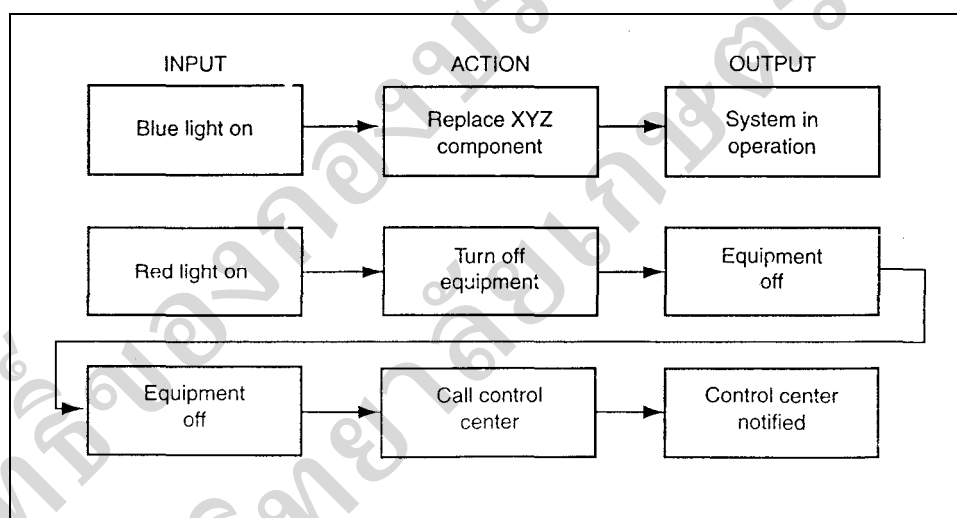 INPUT ACTION OUTPUT
Blue light on
Replace XYZ
component
System in
operation
Red light on
Turn off
equipment
Equipment
off
Equipment
off
Call control
center
Control center
notified